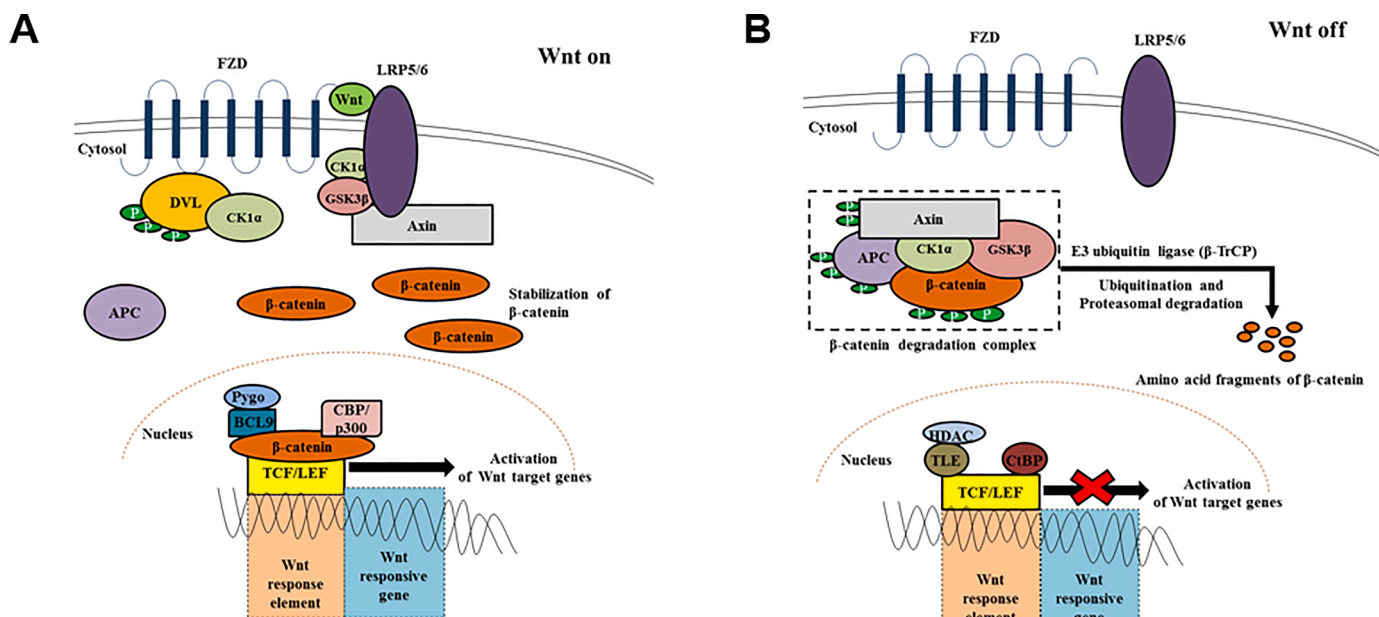 A
Wnt on
FZD
LRP5/6
Wnt
Cytosol
CK1α
GSK3β
DVL
CK1α
P
P
P
Axin
APC
β-catenin
β-catenin
β-catenin
Stabilization of
β-catenin
Nucleus
Pygo
BCL9
CBP/
p300
β-catenin
TCF/LEF
Activation
of Wnt target genes
Wnt
response
element
Wnt
responsive
gene
B
Wnt off
FZD
LRP5/6
Cytosol
P
P
Axin
P
P
P
APC
CK1α
GSK3β
β-catenin
P
P
P
β-catenin degradation complex
E3 ubiquitin ligase (β-TrCP)
Ubiquitination and
Proteasomal degradation
Amino acid fragments of β-catenin
Nucleus
HDAC
TLE
CtBP
TCF/LEF
Activation
of Wnt target genes
Wnt
response
element
Wnt
responsive
gene